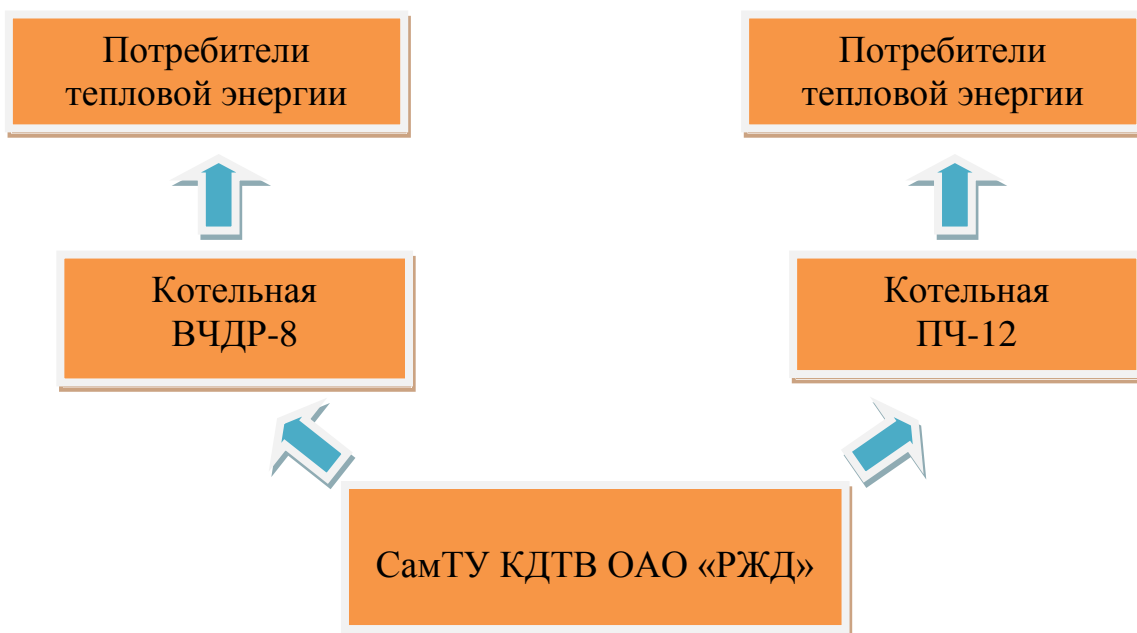 Потребители
тепловой энергии
Потребители
тепловой энергии
Котельная
ВЧДР-8
Котельная
ПЧ-12
СамТУ КДТВ ОАО «РЖД»